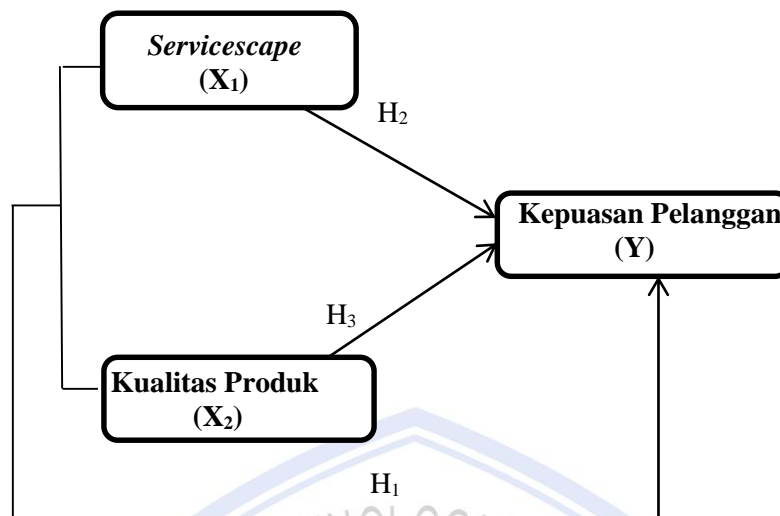 Servicescape
(X₁)
H₂
Kepuasan Pelanggan
(Y)
H₃
Kualitas Produk
(X₂)
H₁